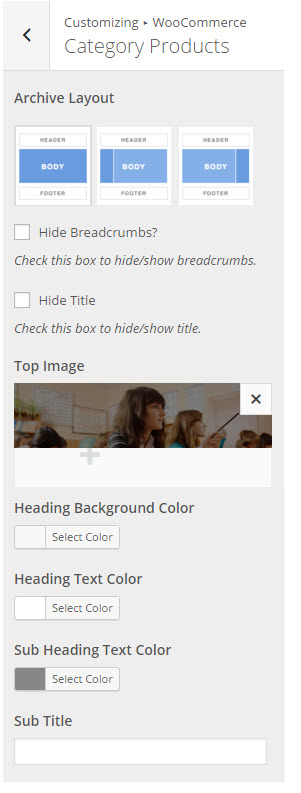 Customizing ▸ WooCommerce
Category Products
Archive Layout
HEADER HEADER HEADER
BODY BODY BODY
FOOTER FOOTER FOOTER
Hide Breadcrumbs?
Check this box to hide/show breadcrumbs.
Hide Title
Check this box to hide/show title.
Top Image
Heading Background Color
Select Color
Heading Text Color
Select Color
Sub Heading Text Color
Select Color
Sub Title